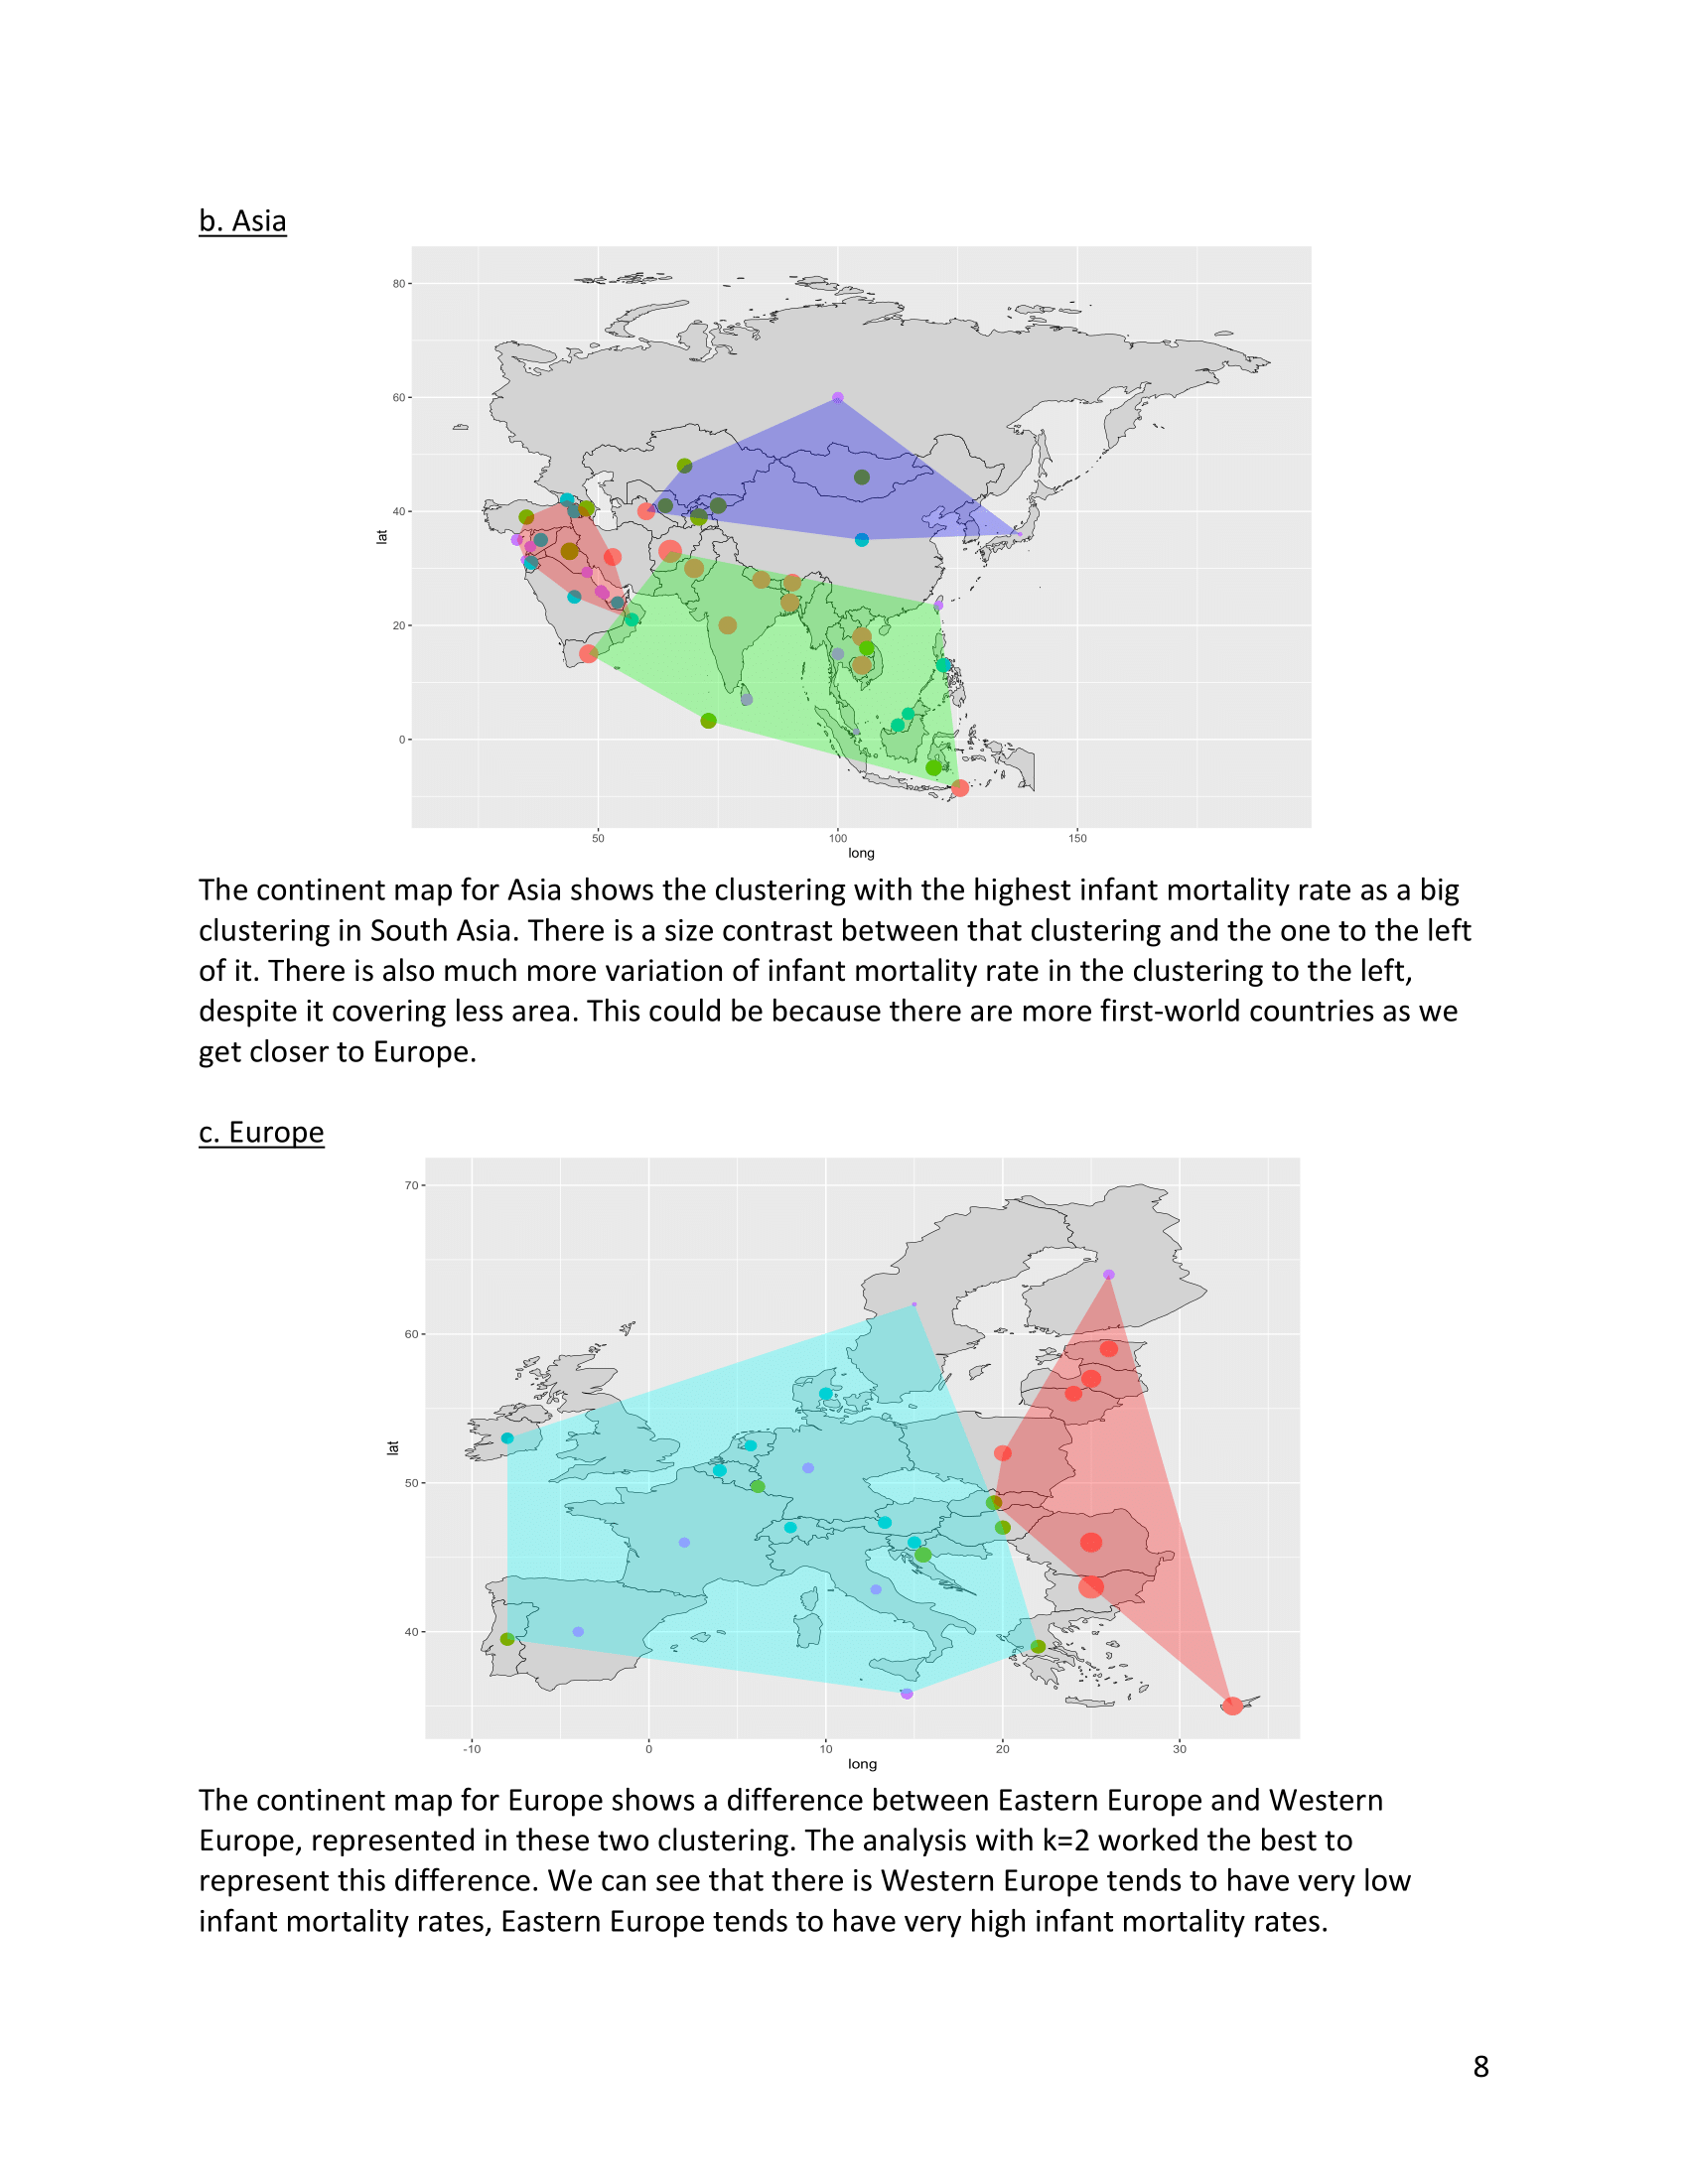 b. Asia
80
60
40
20
0
lat
50
100
150
long
The continent map for Asia shows the clustering with the highest infant mortality rate as a big
clustering in South Asia. There is a size contrast between that clustering and the one to the left
of it. There is also much more variation of infant mortality rate in the clustering to the left,
despite it covering less area. This could be because there are more first-world countries as we
get closer to Europe.
c. Europe
70
60
50
40
lat
-10
0
10
20
30
long
The continent map for Europe shows a difference between Eastern Europe and Western
Europe, represented in these two clustering. The analysis with k=2 worked the best to
represent this difference. We can see that there is Western Europe tends to have very low
infant mortality rates, Eastern Europe tends to have very high infant mortality rates.
8